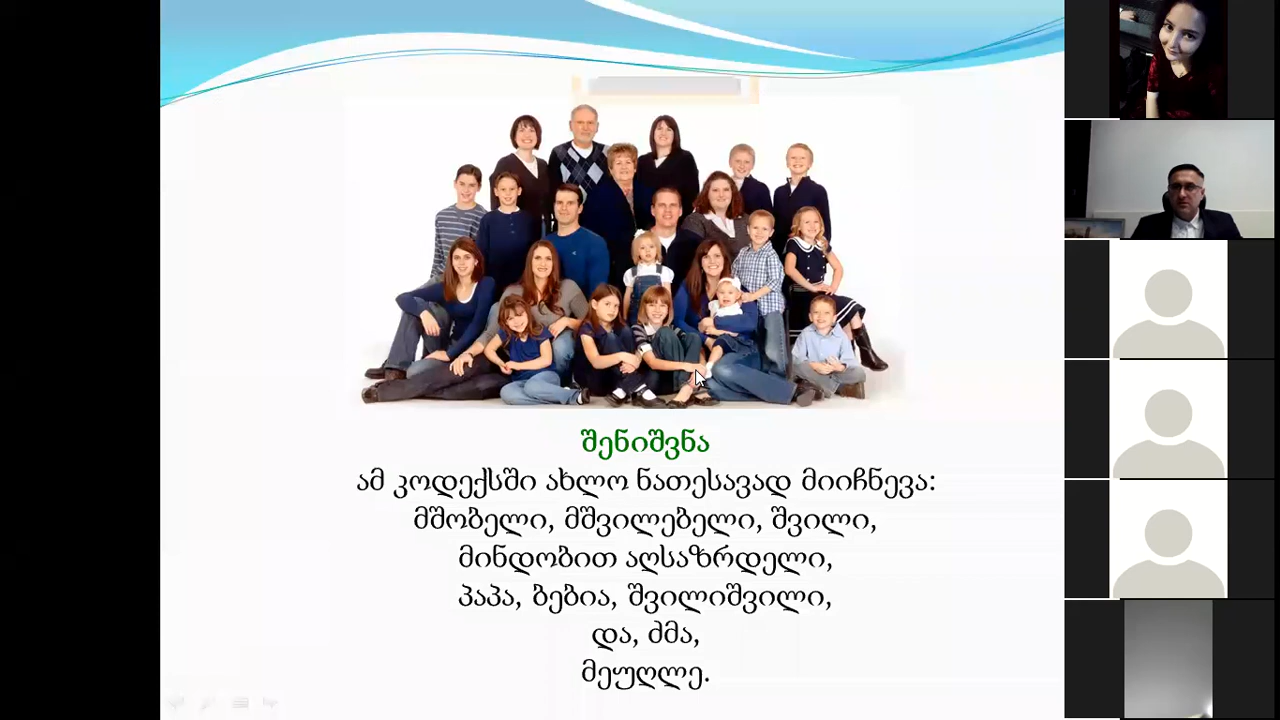 შენიშვნა
ამ კოდექსში ახლო ნათესავად მიიჩნევა:
მშობელი, მშვილებელი, შვილი,
მინდობით აღსაზრდელი,
პაპა, ბებია, შვილიშვილი,
და, ძმა,
მეუღლე.